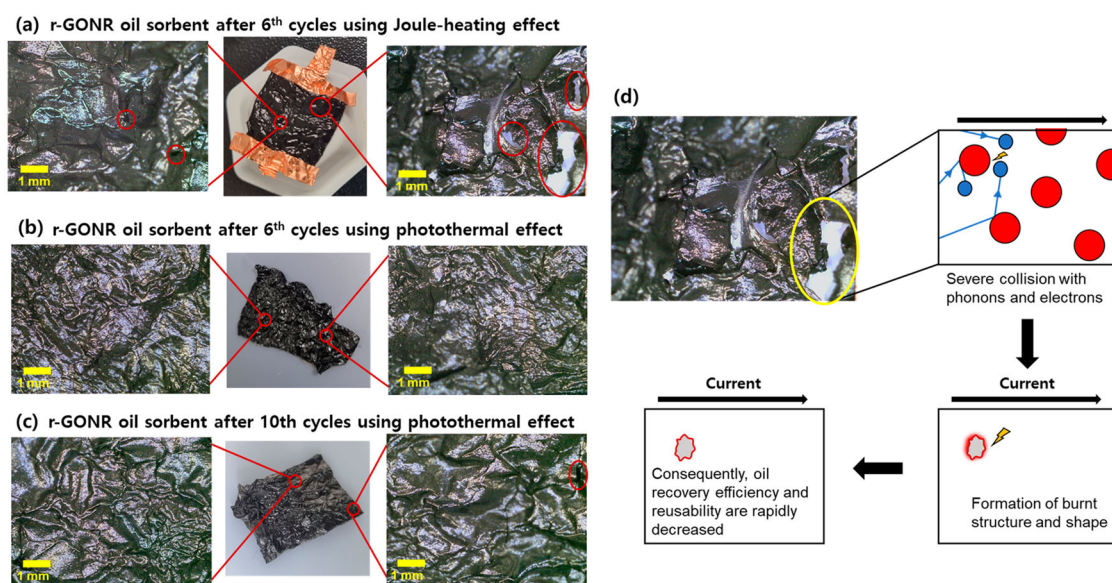 (a) r-GONR oil sorbent after 6th cycles using Joule-heating effect
1 mm
1 mm
(b) r-GONR oil sorbent after 6th cycles using photothermal effect
1 mm
1 mm
(c) r-GONR oil sorbent after 10th cycles using photothermal effect
1 mm
1 mm
(d)
Severe collision with
phonons and electrons
Current
Formation of burnt
structure and shape
Current
Consequently, oil
recovery efficiency and
reusability are rapidly
decreased